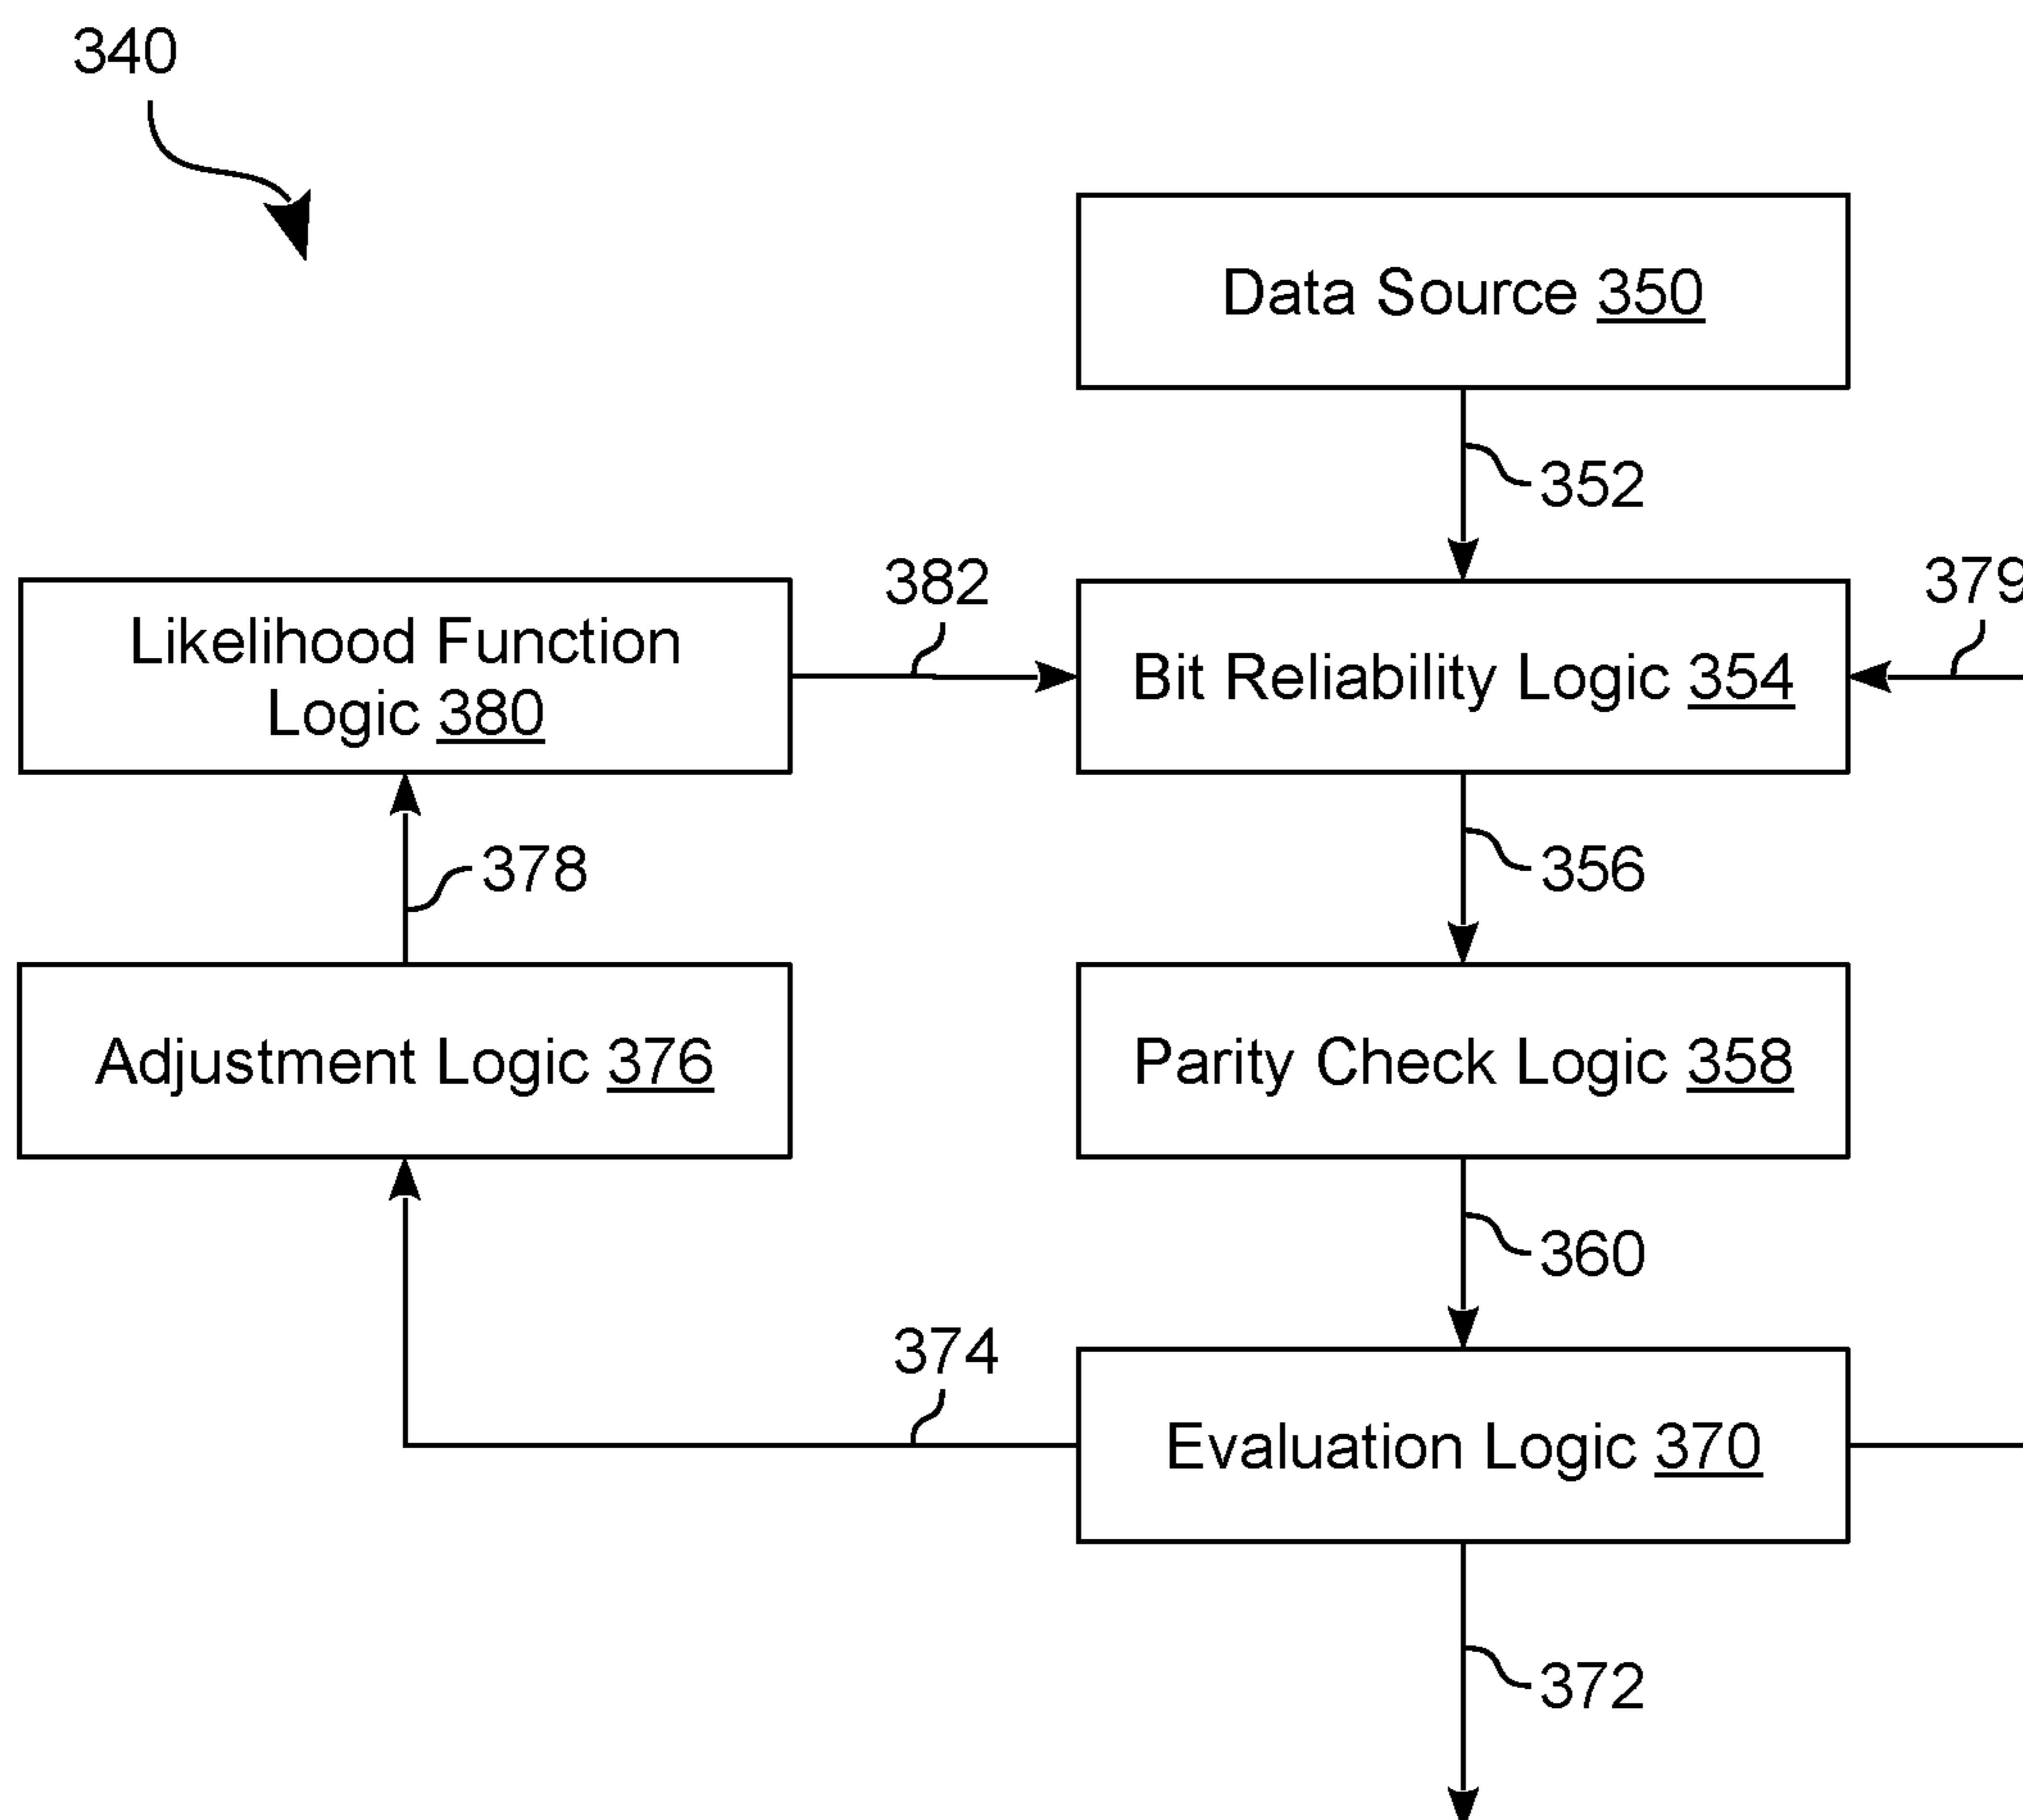 340
Data Source 350
352
382
379
Likelihood Function
Logic 380
Bit Reliability Logic 354
378
356
Adjustment Logic 376
Parity Check Logic 358
360
374
Evaluation Logic 370
372